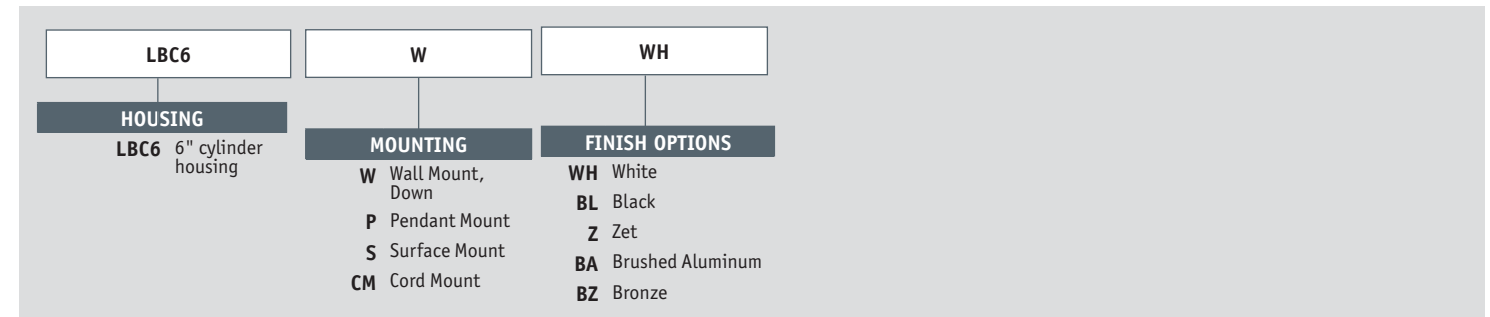 LBC6
W
WH
HOUSING
LBC6 6" cylinder
housing
MOUNTING
W Wall Mount,
Down
P Pendant Mount
S Surface Mount
CM Cord Mount
FINISH OPTIONS
WH White
BL Black
Z Zet
BA Brushed Aluminum
BZ Bronze